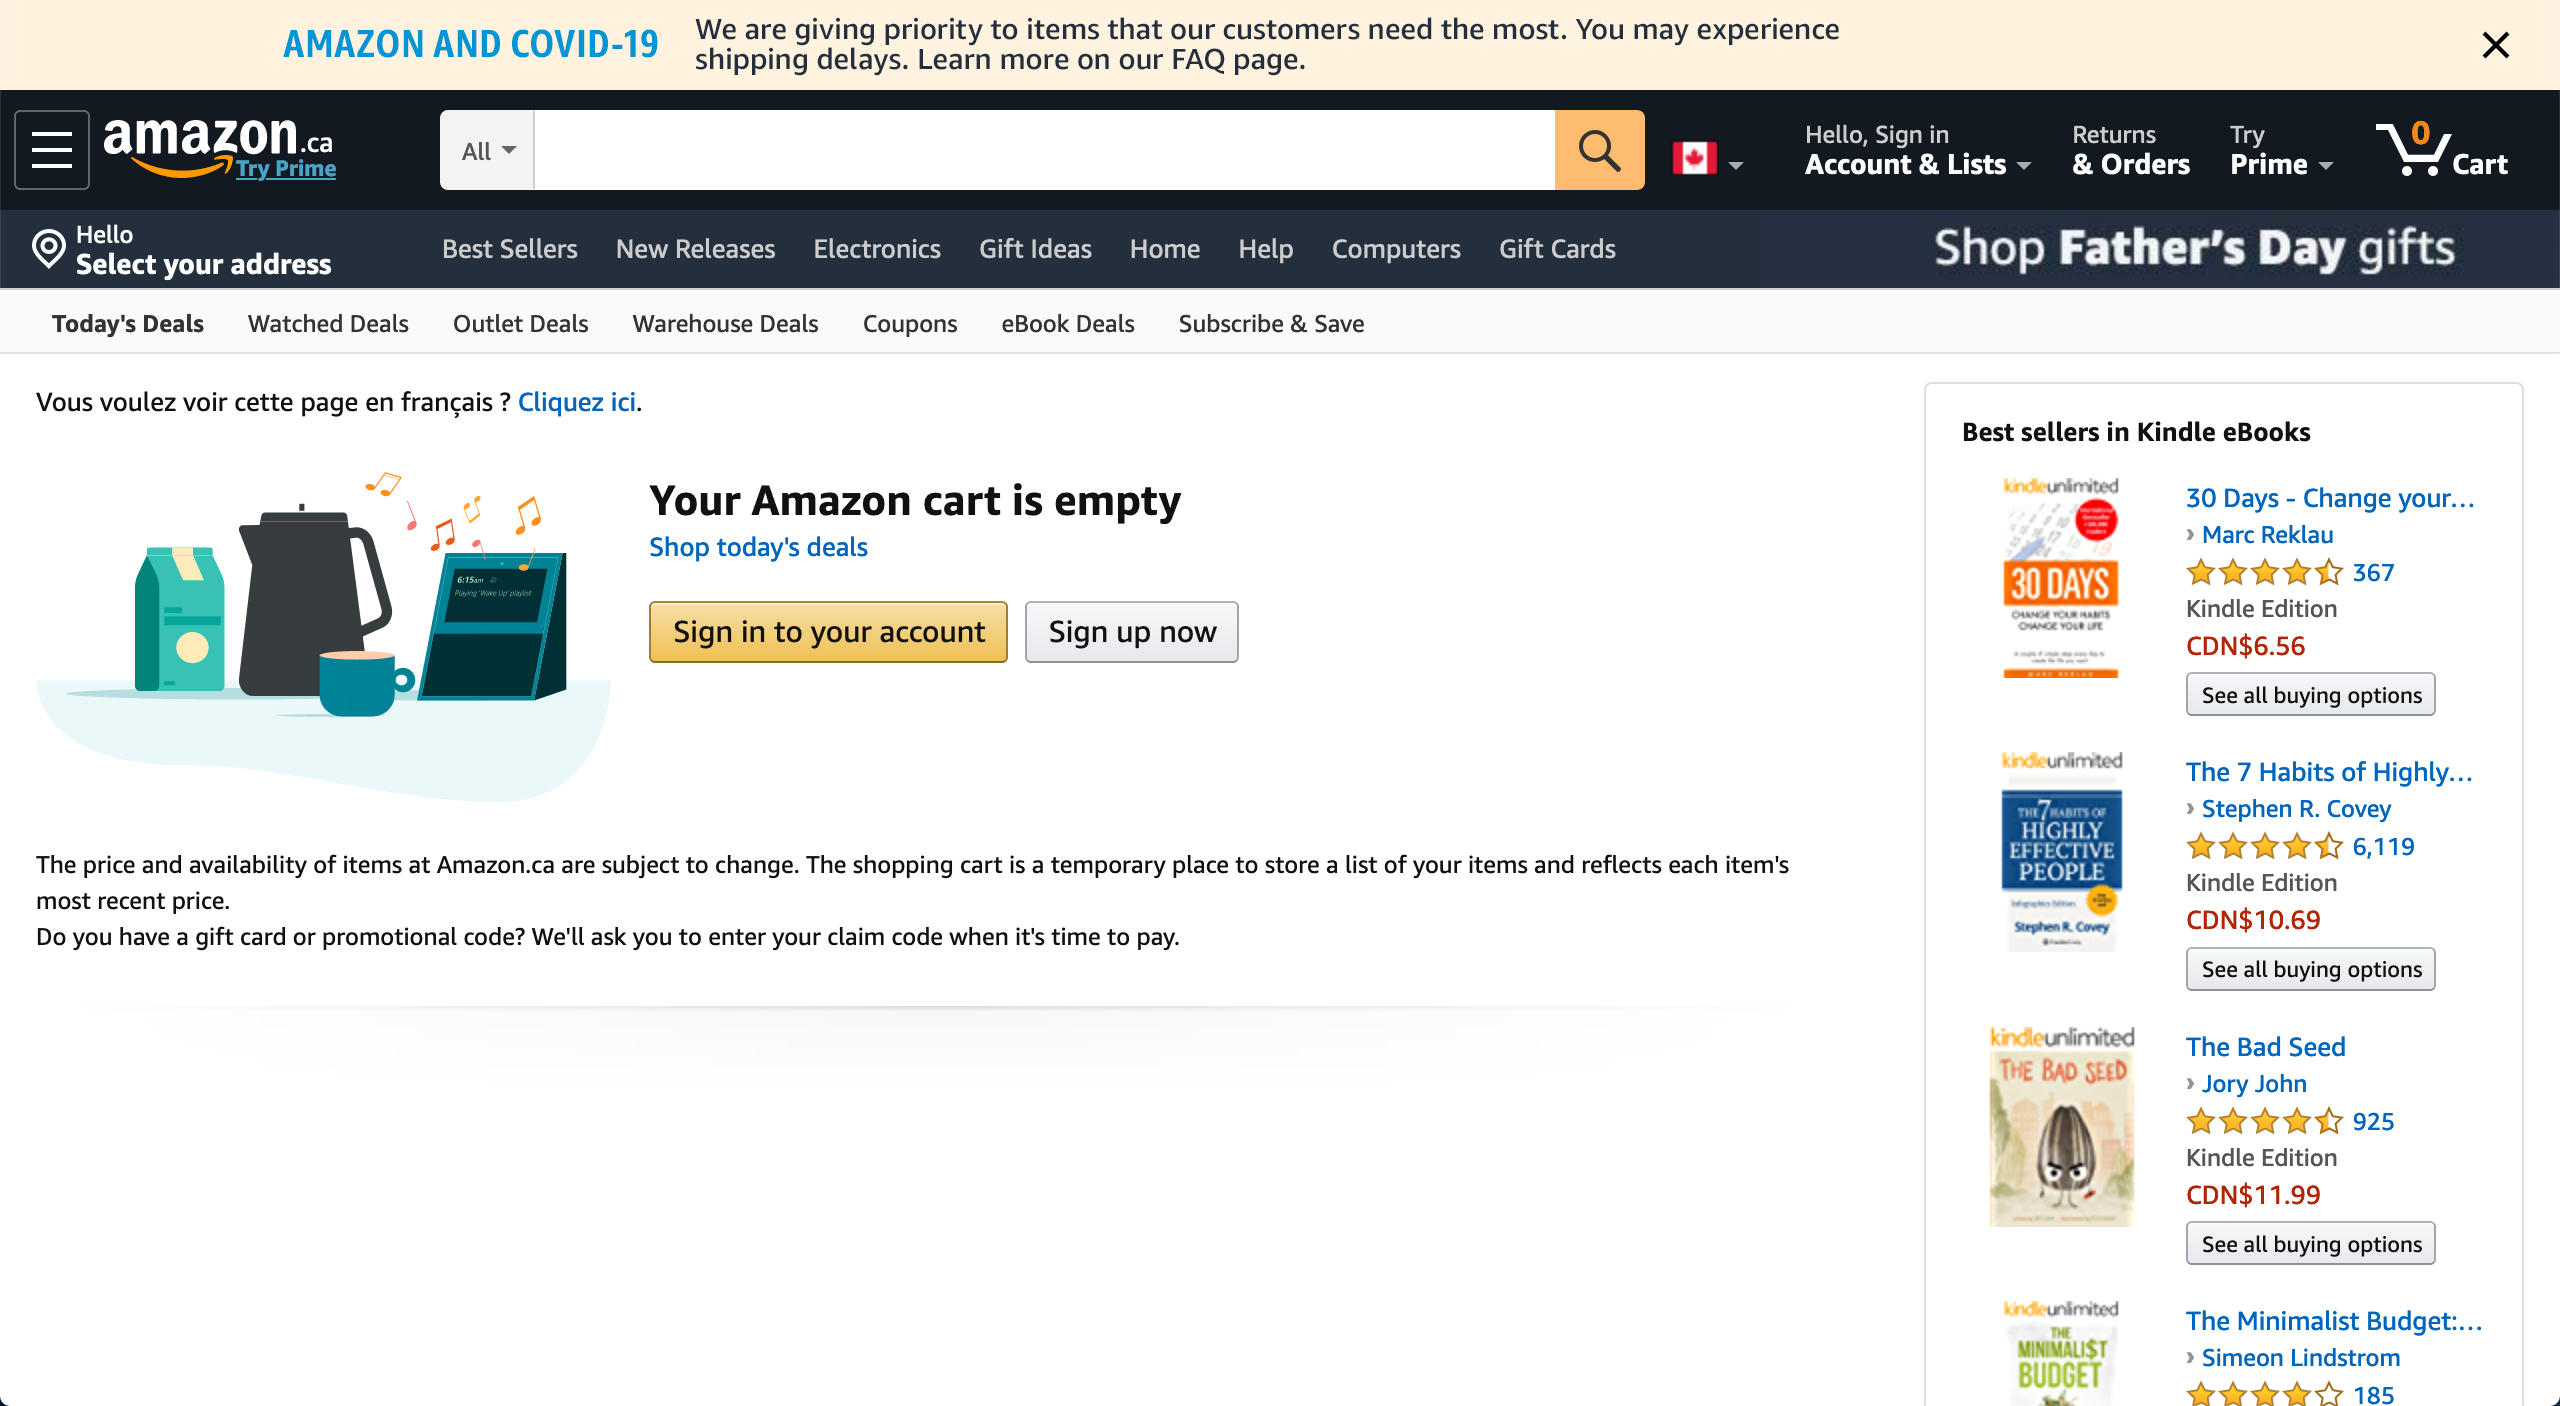 AMAZON AND COVID-19
We are giving priority to items that our customers need the most. You may experience
shipping delays. Learn more on our FAQ page.
amazon.ca
Try Prime
All
Hello, Sign in
Account & Lists
Returns
& Orders
Try
Prime
0
Cart
Hello
Select your address
Best Sellers
New Releases
Electronics
Gift Ideas
Home
Help
Computers
Gift Cards
Shop Father's Day gifts
Today's Deals
Watched Deals
Outlet Deals
Warehouse Deals
Coupons
eBook Deals
Subscribe & Save
Vous voulez voir cette page en français ? Cliquez ici.
6:15am
Playing 'Wake Up' playlist
Your Amazon cart is empty
Shop today's deals
Sign in to your account
Sign up now
The price and availability of items at Amazon.ca are subject to change. The shopping cart is a temporary place to store a list of your items and reflects each item's
most recent price.
Do you have a gift card or promotional code? We'll ask you to enter your claim code when it's time to pay.
Best sellers in Kindle eBooks
kindleunlimited
30 DAYS
CHANGE YOUR HABITS
CHANGE YOUR LIFE
MARC REKLAU
30 Days - Change your...
› Marc Reklau
367
Kindle Edition
CDN$6.56
See all buying options
kindleunlimited
THE 7 HABITS OF
HIGHLY
EFFECTIVE
PEOPLE
Infographics Edition
Stephen R. Covey
The 7 Habits of Highly...
› Stephen R. Covey
6,119
Kindle Edition
CDN$10.69
See all buying options
kindleunlimited
THE BAD SEED
The Bad Seed
› Jory John
925
Kindle Edition
CDN$11.99
See all buying options
kindleunlimited
THE
MINIMALI$T
BUDGET
The Minimalist Budget:...
› Simeon Lindstrom
185